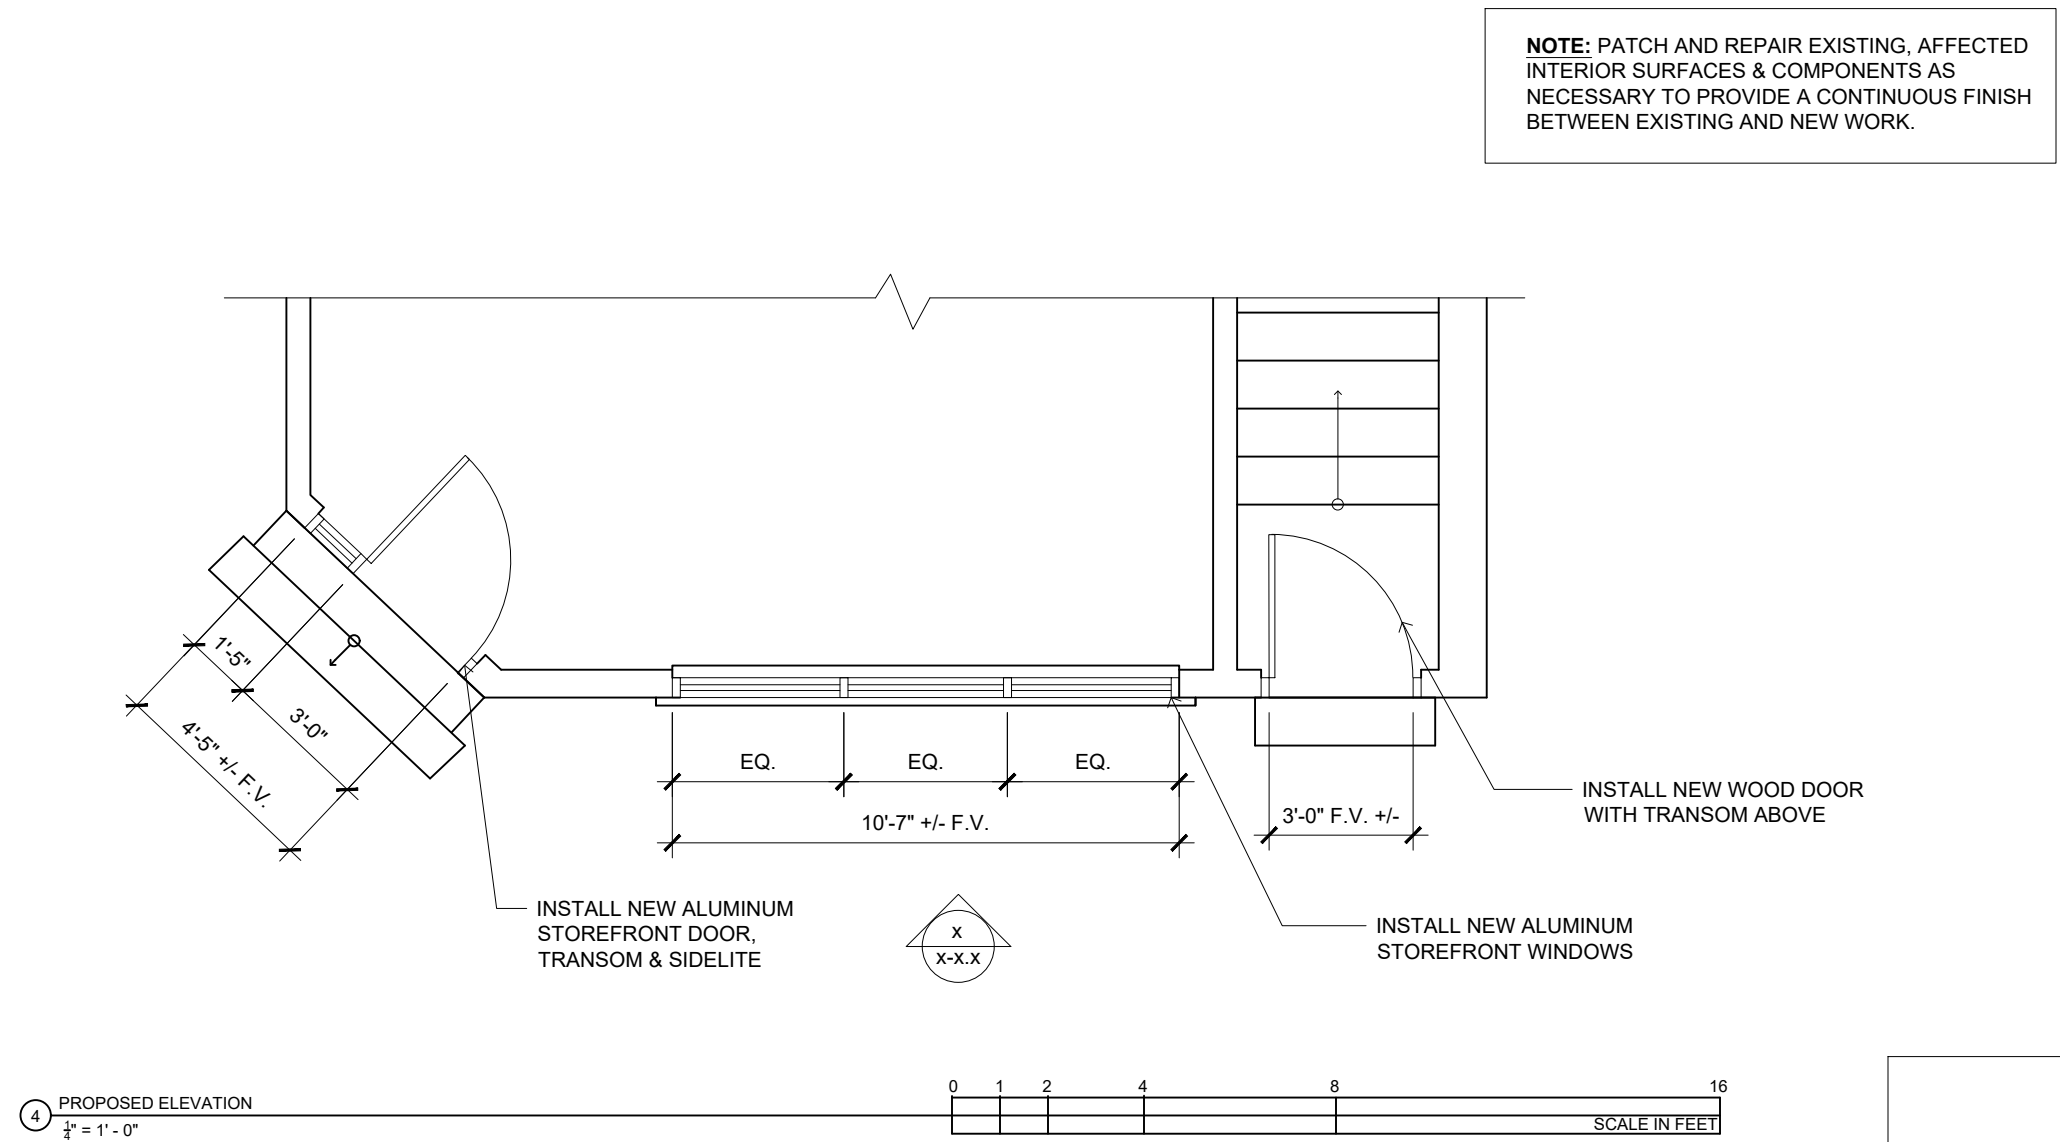 NOTE: PATCH AND REPAIR EXISTING, AFFECTED
INTERIOR SURFACES & COMPONENTS AS
NECESSARY TO PROVIDE A CONTINUOUS FINISH
BETWEEN EXISTING AND NEW WORK.
1'-5"
3'-0"
4'-5" +/- F.V.
EQ.
EQ.
EQ.
10'-7" +/- F.V.
3'-0" F.V. +/-
INSTALL NEW WOOD DOOR
WITH TRANSOM ABOVE
INSTALL NEW ALUMINUM
STOREFRONT DOOR,
TRANSOM & SIDELITE
X
X-X.X
INSTALL NEW ALUMINUM
STOREFRONT WINDOWS
4
PROPOSED ELEVATION
1/4" = 1' - 0"
0 1 2 4 8 16
SCALE IN FEET